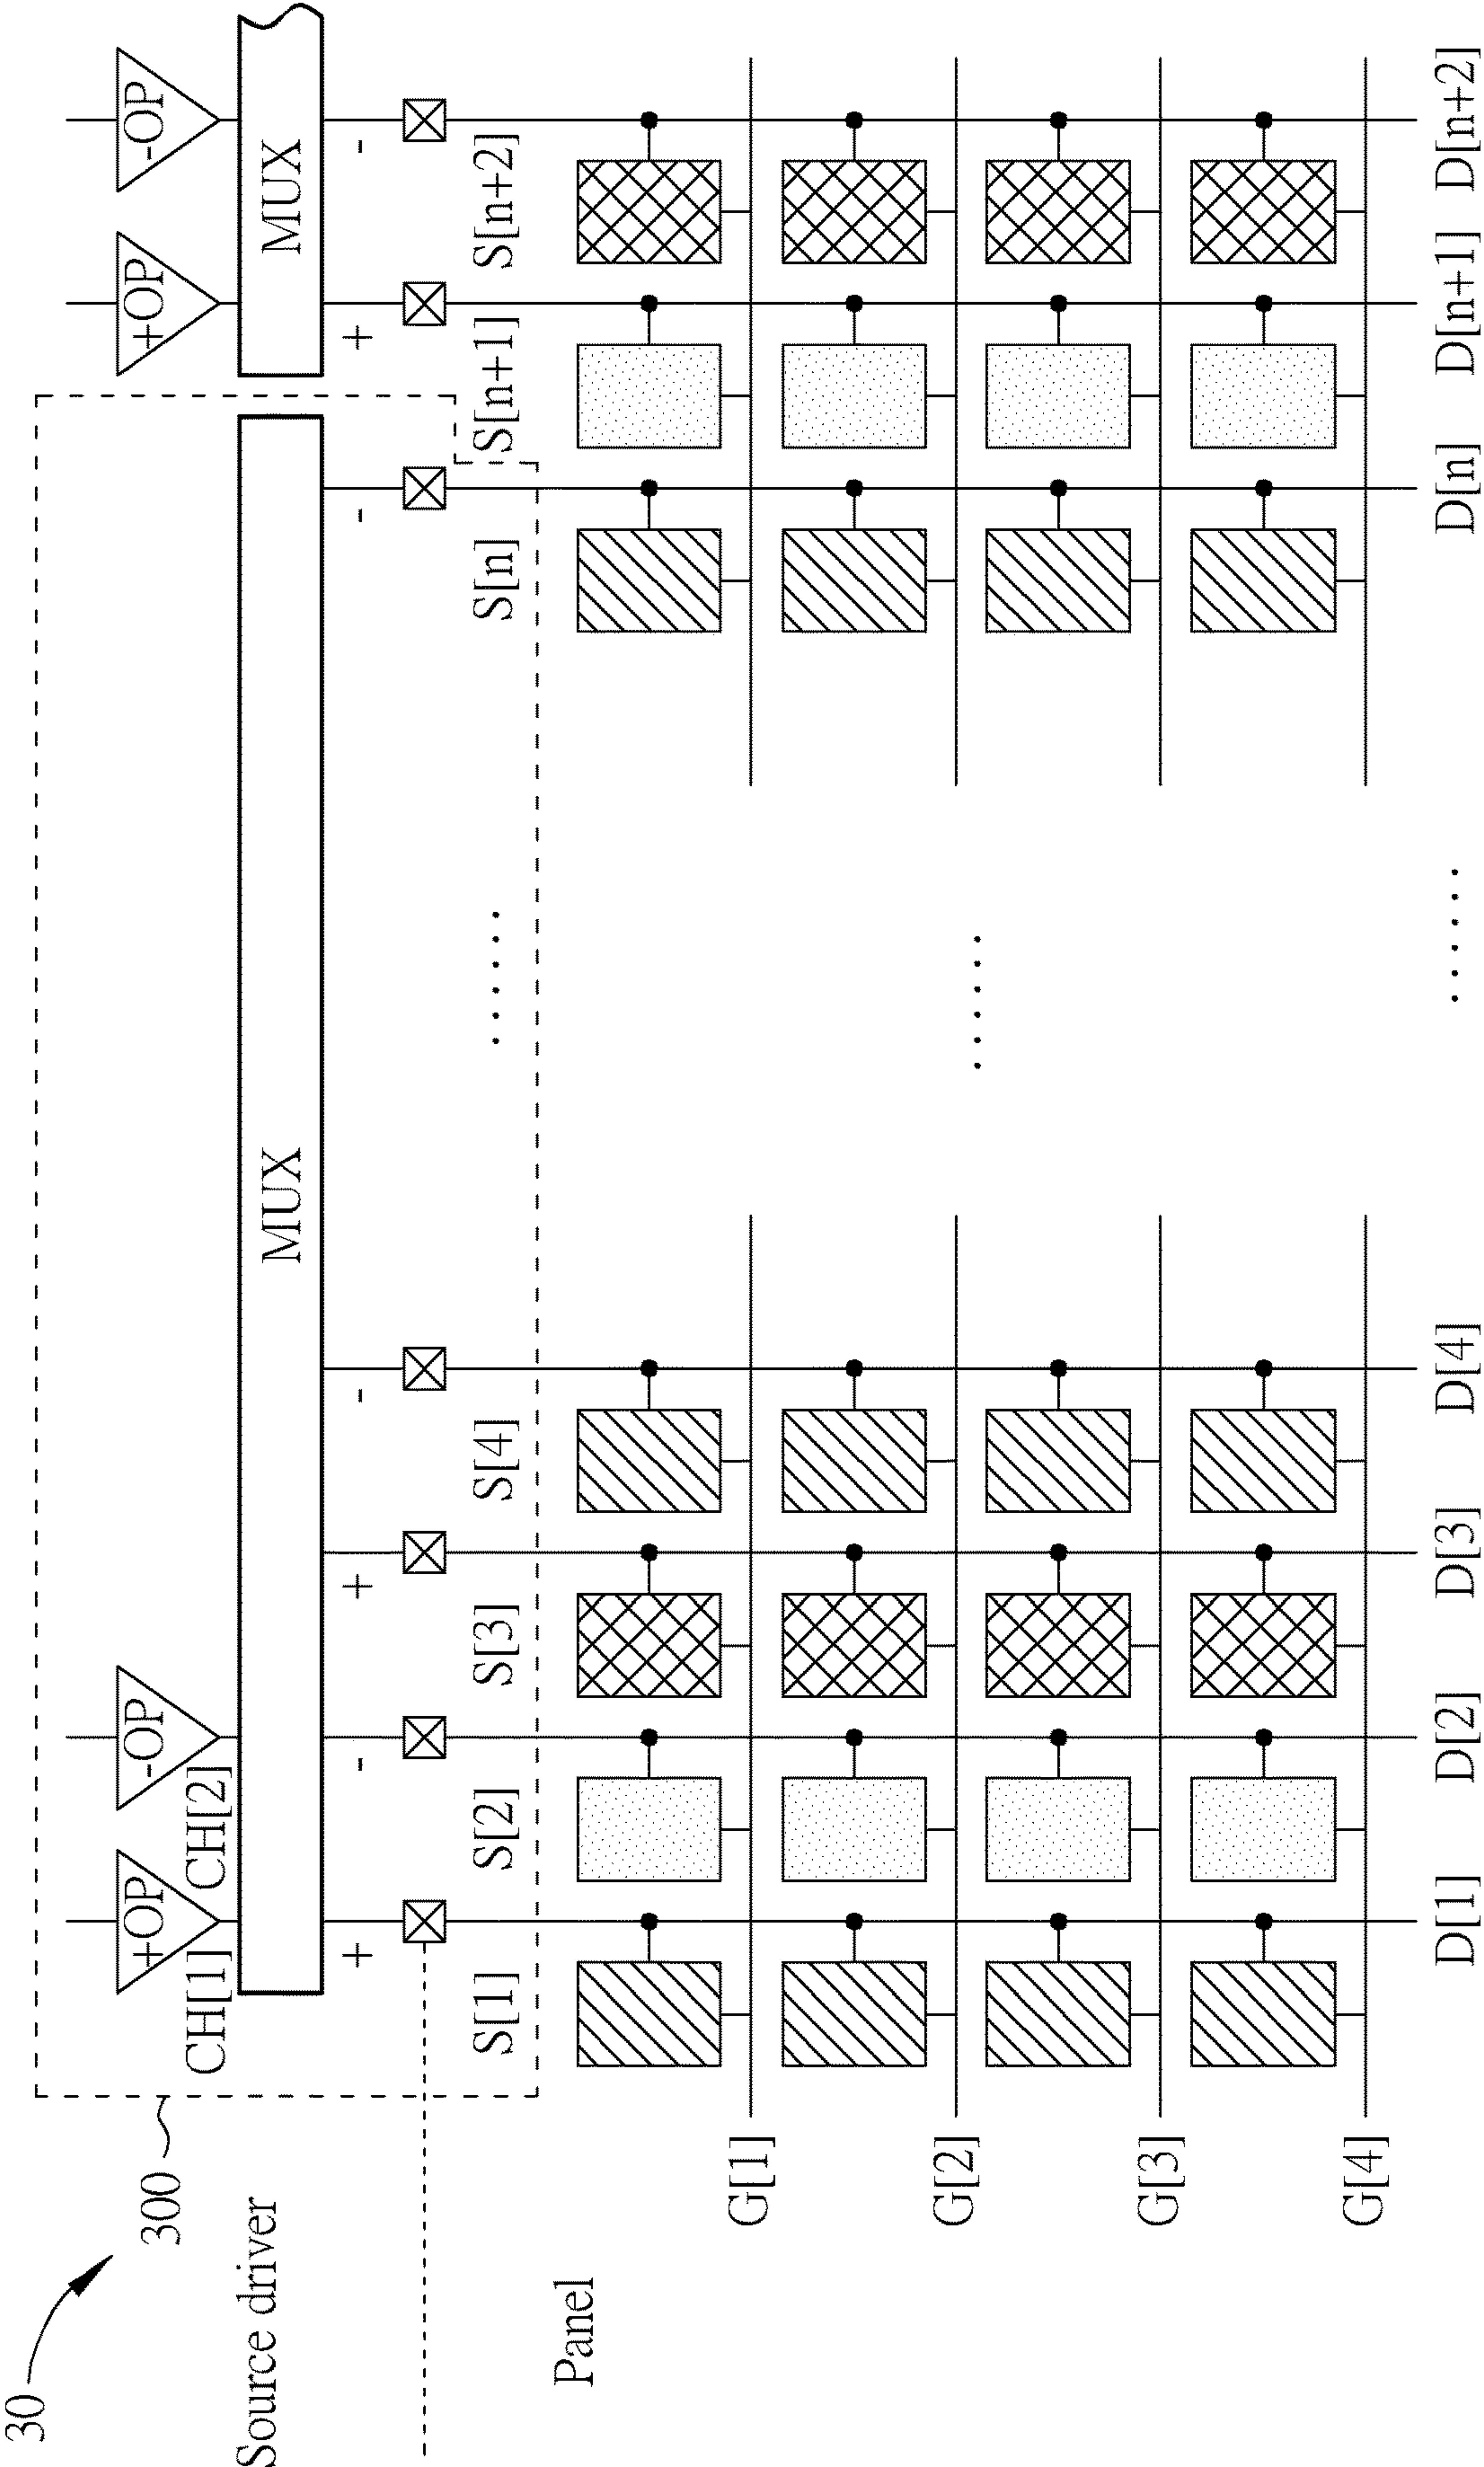 30
300
+OP
-OP
+OP
-OP
CH[1]
CH[2]
Source driver
MUX
MUX
+
-
+
-
-
+
-
S[1]
S[2]
S[3]
S[4]
......
S[n]
S[n+1]
S[n+2]
Panel
G[1]
G[2]
......
G[3]
G[4]
D[1]
D[2]
D[3]
D[4]
......
D[n]
D[n+1]
D[n+2]